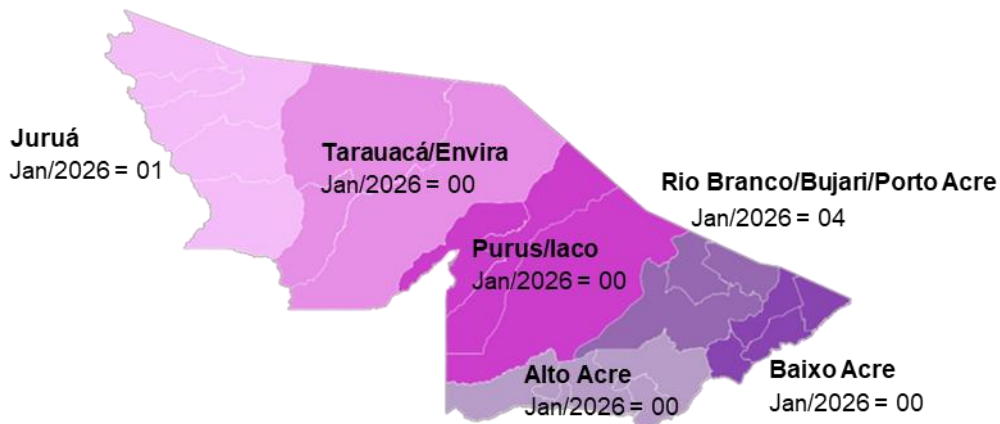 Juruá
Jan/2026 = 01
Tarauacá/Envira
Jan/2026 = 00
Rio Branco/Bujari/Porto Acre
Jan/2026 = 04
Purus/Iaco
Jan/2026 = 00
Alto Acre
Jan/2026 = 00
Baixo Acre
Jan/2026 = 00